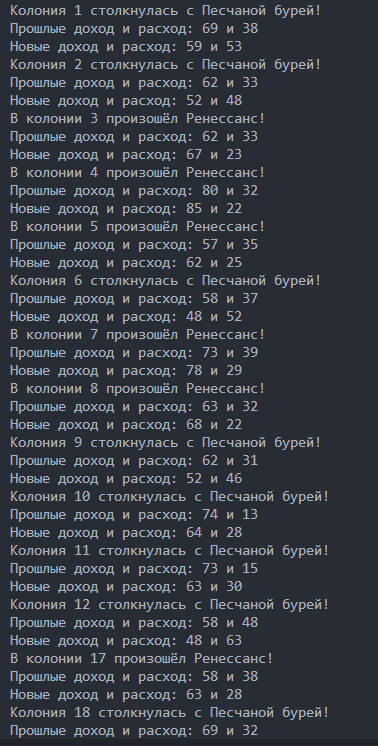 Колония 1 столкнулась с Песчаной бурей!
Прошлые доход и расход: 69 и 38
Новые доход и расход: 59 и 53
Колония 2 столкнулась с Песчаной бурей!
Прошлые доход и расход: 62 и 33
Новые доход и расход: 52 и 48
В колонии 3 произошёл Ренессанс!
Прошлые доход и расход: 62 и 33
Новые доход и расход: 67 и 23
В колонии 4 произошёл Ренессанс!
Прошлые доход и расход: 80 и 32
Новые доход и расход: 85 и 22
В колонии 5 произошёл Ренессанс!
Прошлые доход и расход: 57 и 35
Новые доход и расход: 62 и 25
Колония 6 столкнулась с Песчаной бурей!
Прошлые доход и расход: 58 и 37
Новые доход и расход: 48 и 52
В колонии 7 произошёл Ренессанс!
Прошлые доход и расход: 73 и 39
Новые доход и расход: 78 и 29
В колонии 8 произошёл Ренессанс!
Прошлые доход и расход: 63 и 32
Новые доход и расход: 68 и 22
Колония 9 столкнулась с Песчаной бурей!
Прошлые доход и расход: 62 и 31
Новые доход и расход: 52 и 46
Колония 10 столкнулась с Песчаной бурей!
Прошлые доход и расход: 74 и 13
Новые доход и расход: 64 и 28
Колония 11 столкнулась с Песчаной бурей!
Прошлые доход и расход: 73 и 15
Новые доход и расход: 63 и 30
Колония 12 столкнулась с Песчаной бурей!
Прошлые доход и расход: 58 и 48
Новые доход и расход: 48 и 63
В колонии 17 произошёл Ренессанс!
Прошлые доход и расход: 58 и 38
Новые доход и расход: 63 и 28
Колония 18 столкнулась с Песчаной бурей!
Прошлые доход и расход: 69 и 32